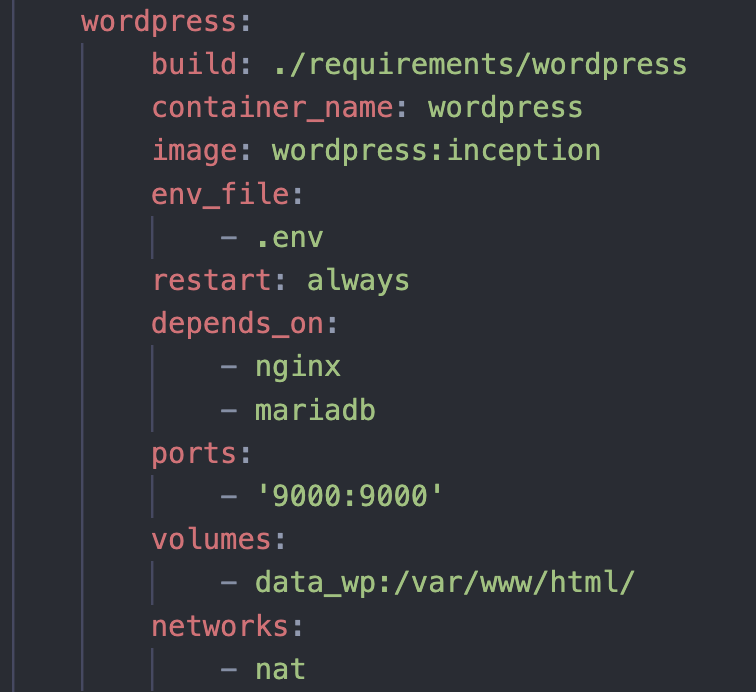 wordpress:
build: ./requirements/wordpress
container_name: wordpress
image: wordpress:inception
env_file:
- .env
restart: always
depends_on:
- nginx
- mariadb
ports:
- '9000:9000'
volumes:
- data_wp:/var/www/html/
networks:
- nat